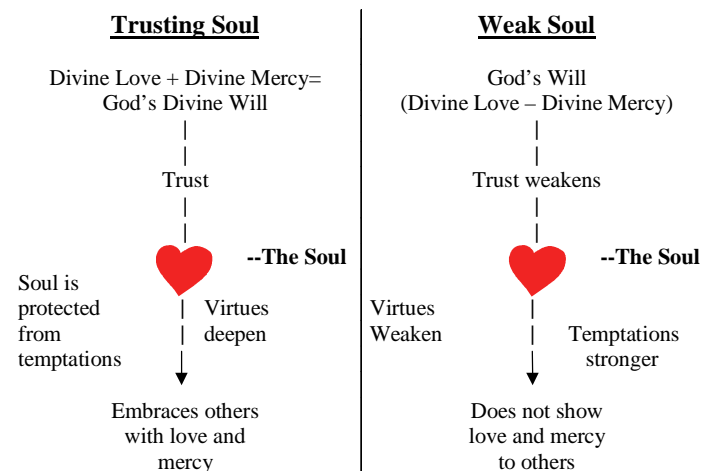 Trusting Soul
Divine Love + Divine Mercy=
God’s Divine Will
Trust
--The Soul
Soul is
protected
from
temptations
Virtues
deepen
Embraces others
with love and
mercy
Weak Soul
God’s Will
(Divine Love – Divine Mercy)
Trust weakens
--The Soul
Virtues
Weaken
Temptations
stronger
Does not show
love and mercy
to others